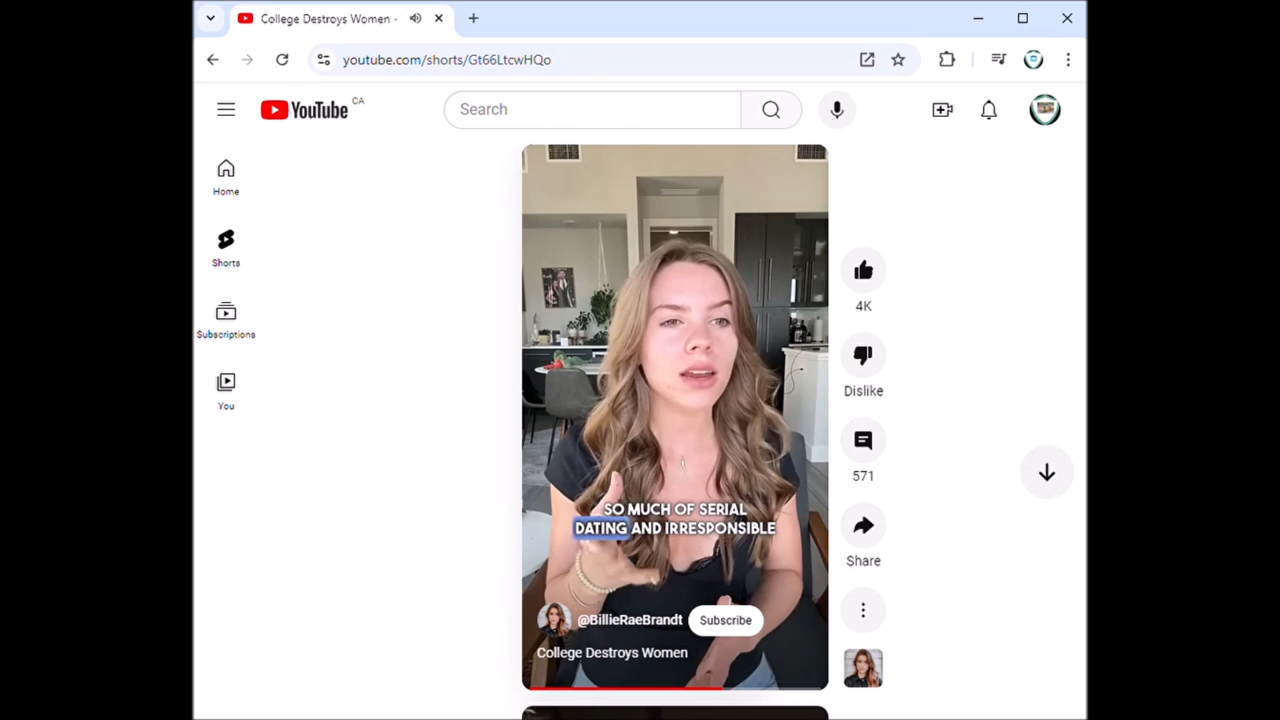 College Destroys Women -
youtube.com/shorts/Gt66LtcwHQo
YouTube CA
Search
Home
Shorts
Subscriptions
You
SO MUCH OF SERIAL
DATING AND IRRESPONSIBLE
@BillieRaeBrandt Subscribe
College Destroys Women
4K
Dislike
571
Share